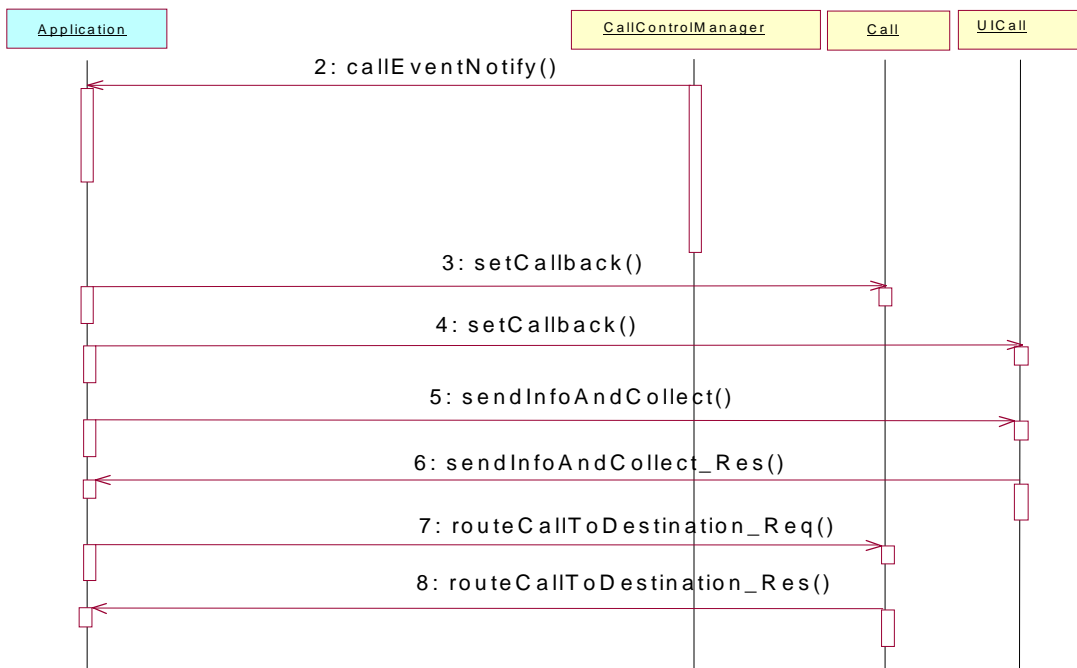 Application
CallControlManager
Call
UICall
2: callEventNotify()
3: setCallback()
4: setCallback()
5: sendInfoAndCollect()
6: sendInfoAndCollect_Res()
7: routeCallToDestination_Req()
8: routeCallToDestination_Res()